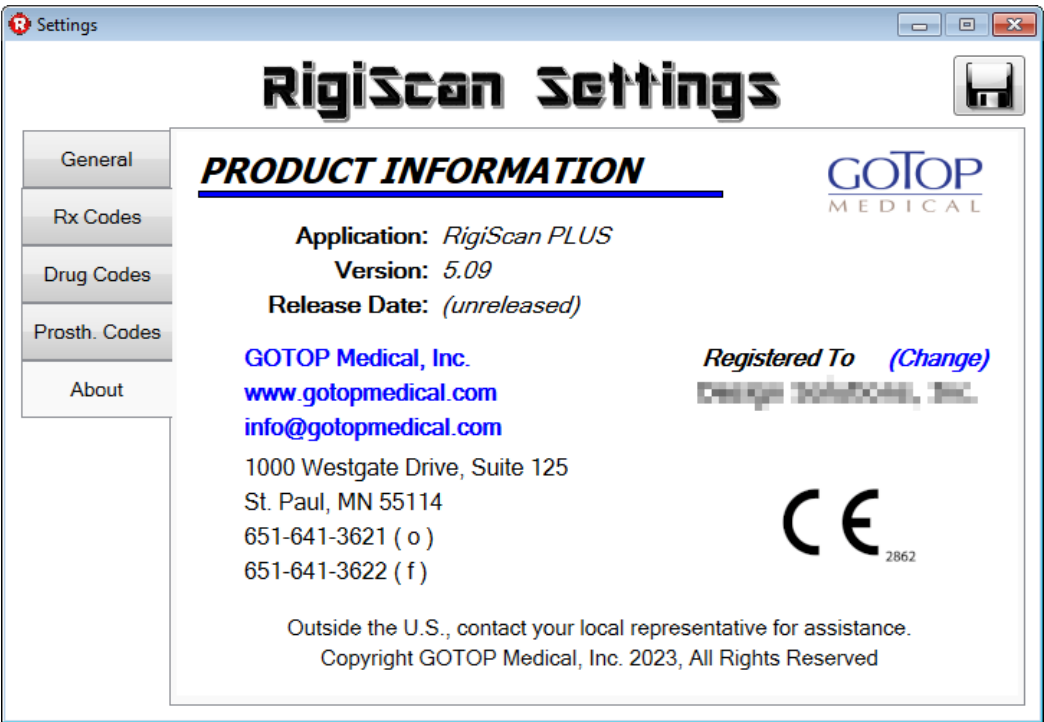 Settings
RigiScan Settings
General
Rx Codes
Drug Codes
Prosth. Codes
About
PRODUCT INFORMATION
GOTOP
MEDICAL
Application: RigiScan PLUS
Version: 5.09
Release Date: (unreleased)
GOTOP Medical, Inc.
www.gotopmedical.com
info@gotopmedical.com
1000 Westgate Drive, Suite 125
St. Paul, MN 55114
651-641-3621 ( o )
651-641-3622 ( f )
Registered To (Change)
CE
2862
Outside the U.S., contact your local representative for assistance.
Copyright GOTOP Medical, Inc. 2023, All Rights Reserved